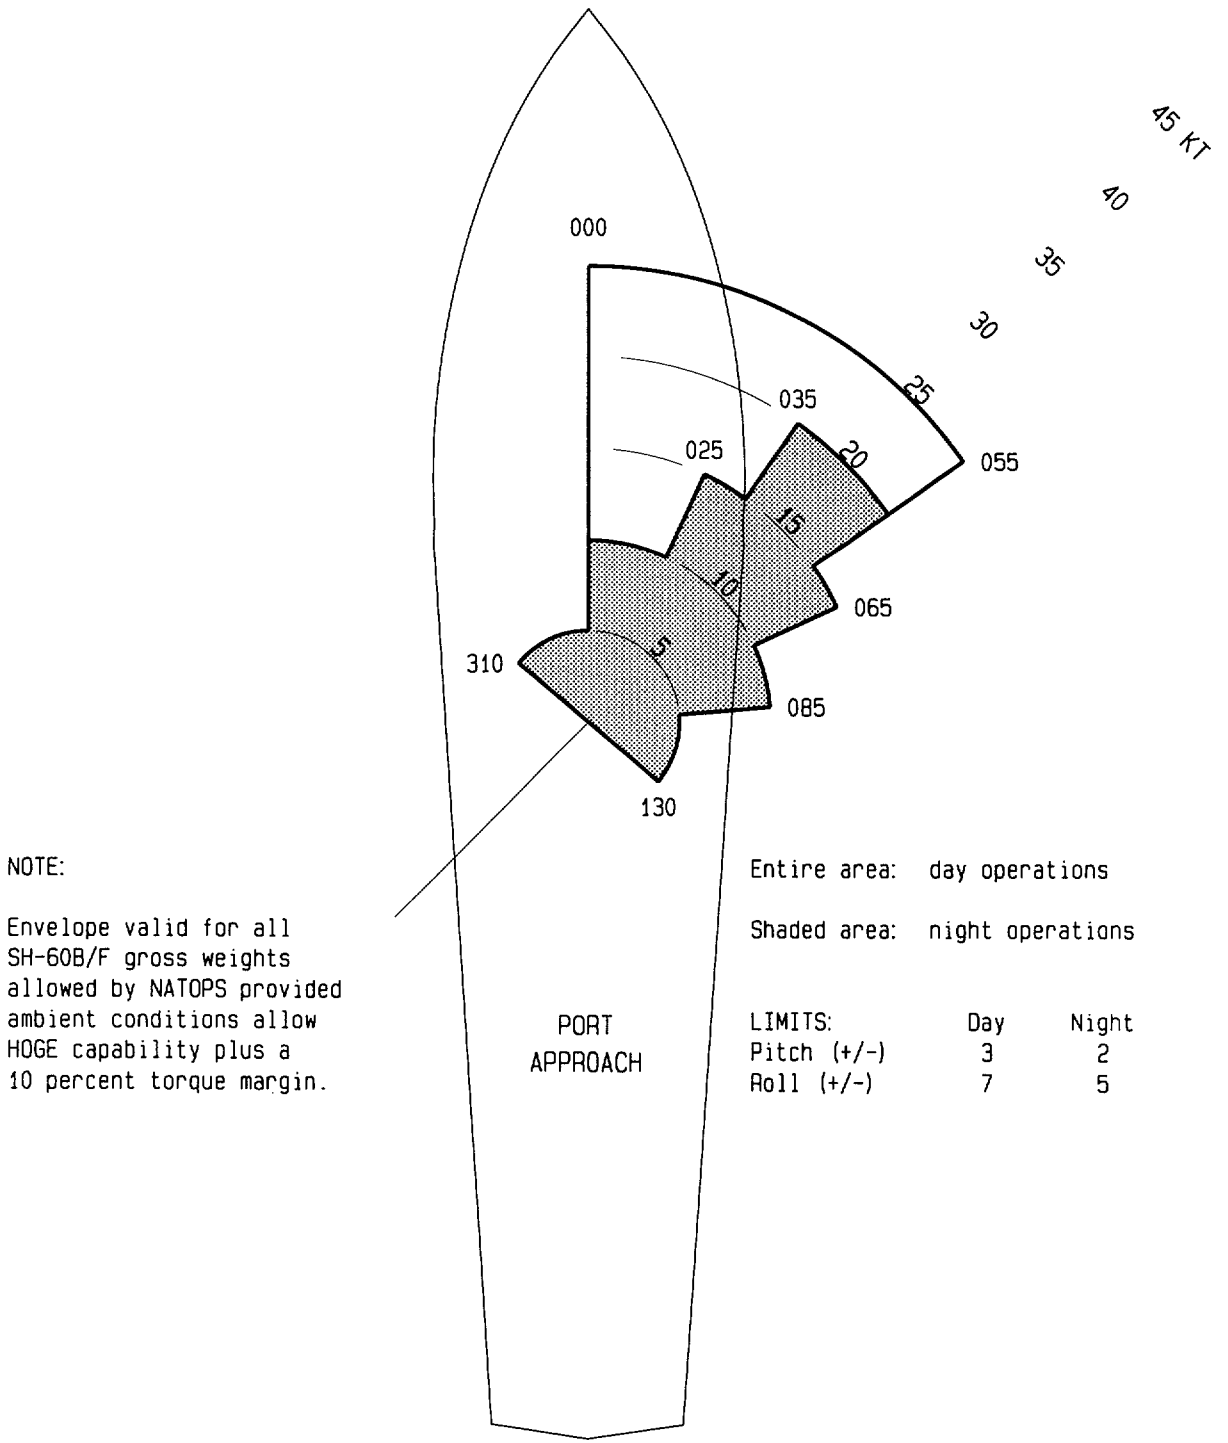 45 KT
40
35
30
25
20
15
10
5
000
035
025
055
065
310
085
130
NOTE:
Envelope valid for all
SH-60B/F gross weights
allowed by NATOPS provided
ambient conditions allow
HOGE capability plus a
10 percent torque margin.
PORT
APPROACH
Entire area: day operations
Shaded area: night operations
LIMITS: Day Night
Pitch (+/-) 3 2
Roll (+/-) 7 5